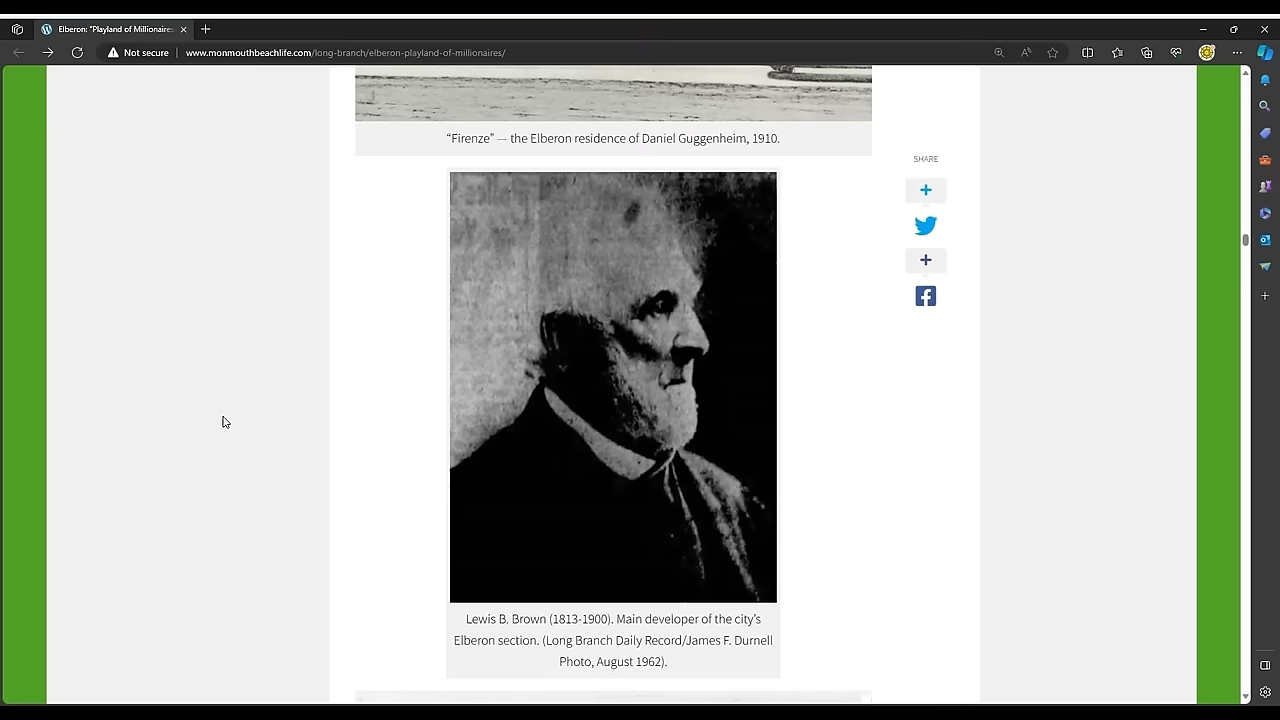 Elberon: "Playland of Millionaires
Not secure
www.monmouthbeachlife.com/long-branch/elberon-playland-of-millionaires/
“Firenze” — the Elberon residence of Daniel Guggenheim, 1910.
SHARE
Lewis B. Brown (1813-1900). Main developer of the city’s
Elberon section. (Long Branch Daily Record/James F. Durnell
Photo, August 1962).